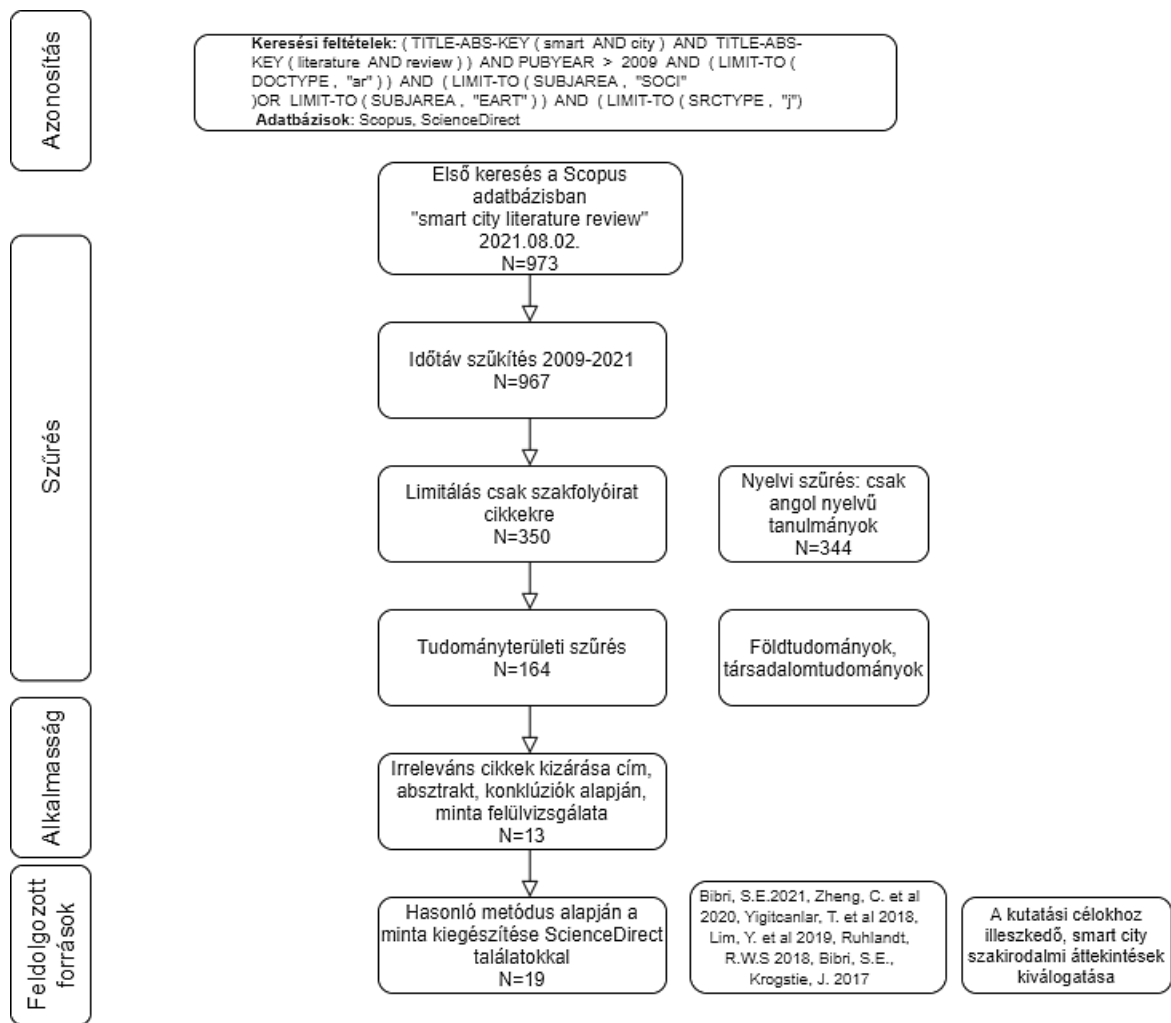 Azonosítás
Keresési feltételek: ( TITLE-ABS-KEY ( smart AND city ) AND TITLE-ABS-
KEY ( literature AND review ) ) AND PUBYEAR > 2009 AND ( LIMIT-TO (
DOCTYPE , "ar" ) ) AND ( LIMIT-TO ( SUBJAREA , "SOCI"
)OR LIMIT-TO ( SUBJAREA , "EART" ) ) AND ( LIMIT-TO ( SRCTYPE , "j")
Adatbázisok: Scopus, ScienceDirect
Első keresés a Scopus
adatbázisban
"smart city literature review"
2021.08.02.
N=973
Szűrés
Időtáv szűkítés 2009-2021
N=967
Limitálás csak szakfolyóirat
cikkekre
N=350
Nyelvi szűrés: csak
angol nyelvű
tanulmányok
N=344
Tudományterületi szűrés
N=164
Földtudományok,
társadalomtudományok
Alkalmasság
Irreleváns cikkek kizárása cím,
absztrakt, konklúziók alapján,
minta felülvizsgálata
N=13
Feldolgozott
források
Hasonló metódus alapján a
minta kiegészítése ScienceDirect
találatokkal
N=19
Bibri, S.E.2021, Zheng, C. et al
2020, Yigitcanlar, T. et al 2018,
Lim, Y. et al 2019, Ruhlandt,
R.W.S 2018, Bibri, S.E.,
Krogstie, J. 2017
A kutatási célokhoz
illeszkedő, smart city
szakirodalmi áttekintések
kiválogatása